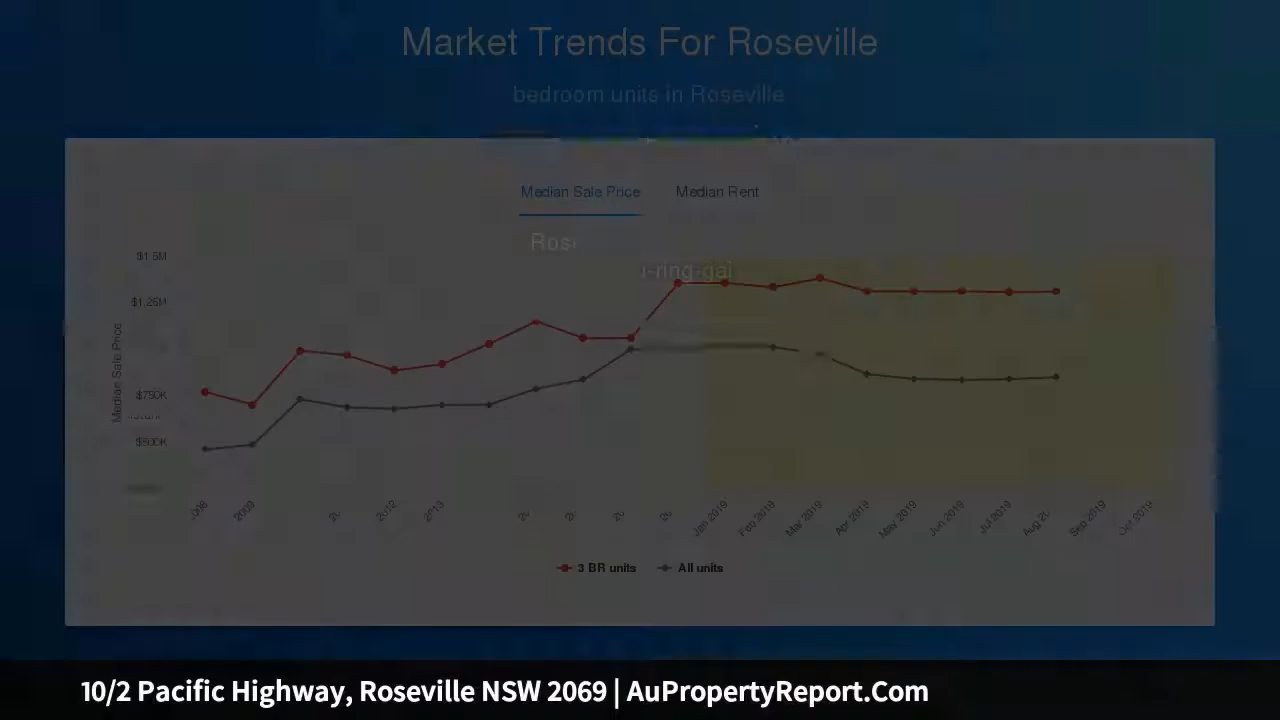 Market Trends For Roseville
bedroom units in Roseville
Median Sale Price Median Rent
$1.5M
$1.25M
$750K
$500K
Median Sale Price
2009 2012 2013 Jan 2019 Feb 2019 Mar 2019 Apr 2019 May 2019 Jun 2019 Jul 2019 Sep 2019 Oct 2019
3 BR units All units
10/2 Pacific Highway, Roseville NSW 2069 | AuPropertyReport.Com